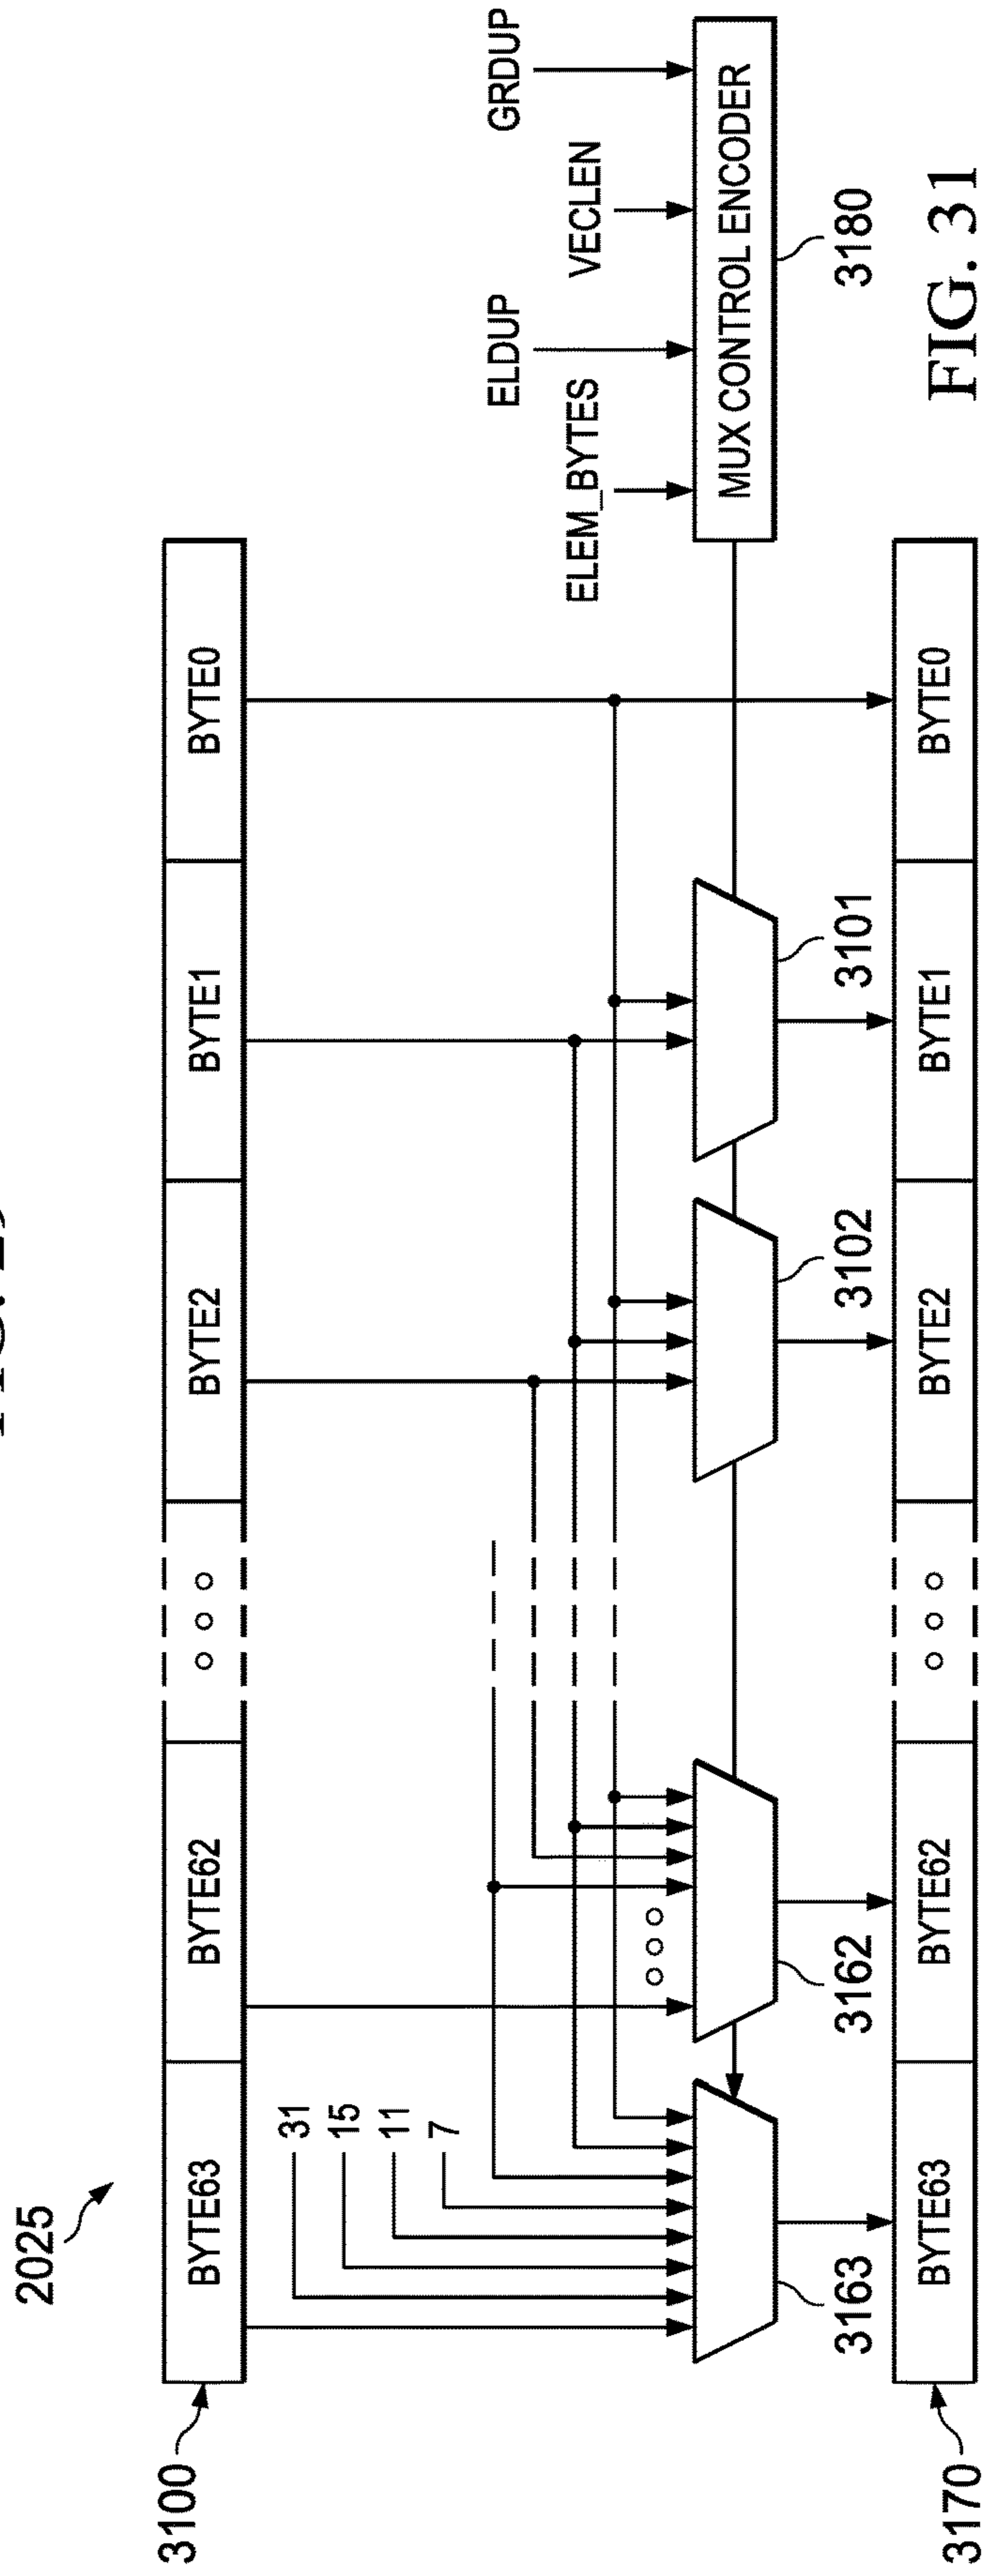 2025
3100
BYTE63
BYTE62
○ ○ ○
BYTE2
BYTE1
BYTE0
31
15
11
7
○ ○ ○
GRDUP
VECLEN
ELDUP
ELEM_BYTES
MUX CONTROL ENCODER
3180
3163
3162
3102
3101
3170
BYTE63
BYTE62
○ ○ ○
BYTE2
BYTE1
BYTE0
FIG. 31